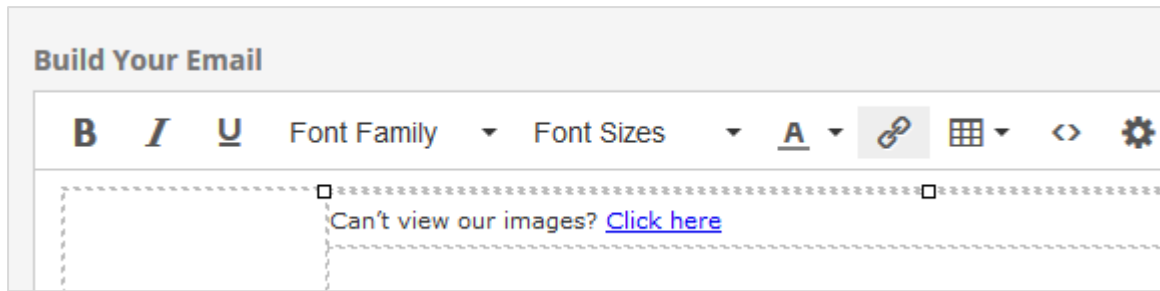 Build Your Email
B I U Font Family Font Sizes A <>
Can't view our images? Click here